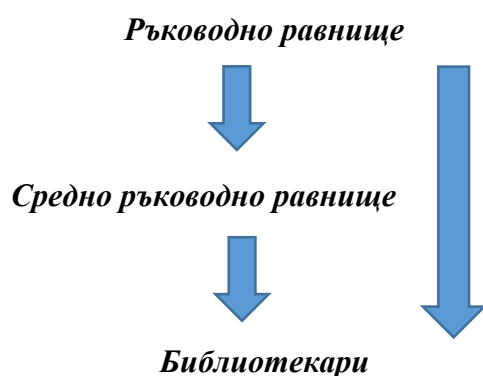 Ръководно равнище
Средно ръководно равнище
Библиотекари